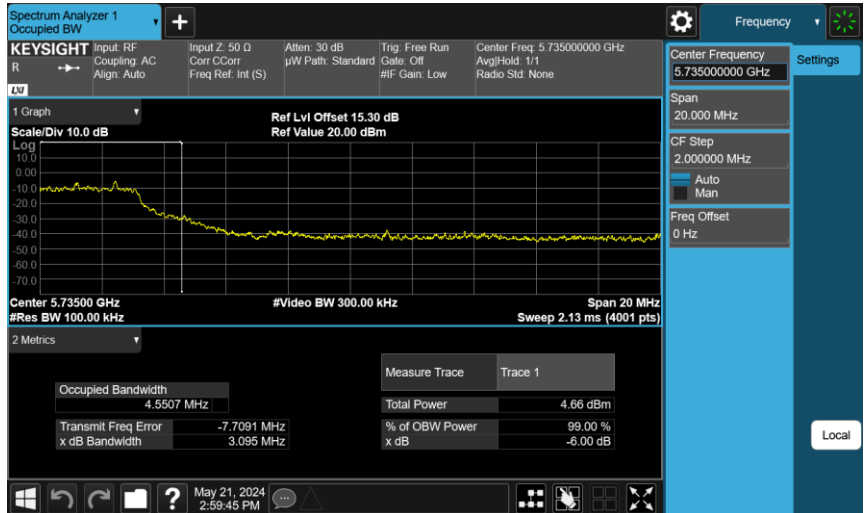 Spectrum Analyzer 1
Occupied BW
Frequency
KEYSIGHT
R
LXI
Input: RF
Coupling: AC
Align: Auto
Input Z: 50 Ω
Corr CCorr
Freq Ref: Int (S)
Atten: 30 dB
µW Path: Standard
Trig: Free Run
Gate: Off
#IF Gain: Low
Center Freq: 5.735000000 GHz
Avg|Hold: 1/1
Radio Std: None
Center Frequency
5.735000000 GHz
Settings
Span
20.000 MHz
CF Step
2.000000 MHz
Auto
Man
Freq Offset
0 Hz
1 Graph
Scale/Div 10.0 dB
Ref Lvl Offset 15.30 dB
Ref Value 20.00 dBm
Log
10.0
0.00
-10.0
-20.0
-30.0
-40.0
-50.0
-60.0
-70.0
Center 5.73500 GHz
#Video BW 300.00 kHz
Span 20 MHz
#Res BW 100.00 kHz
Sweep 2.13 ms (4001 pts)
2 Metrics
Measure Trace Trace 1
Occupied Bandwidth
4.5507 MHz
Total Power 4.66 dBm
Transmit Freq Error -7.7091 MHz
% of OBW Power 99.00 %
x dB Bandwidth 3.095 MHz
x dB -6.00 dB
Local
?
May 21, 2024
2:59:45 PM